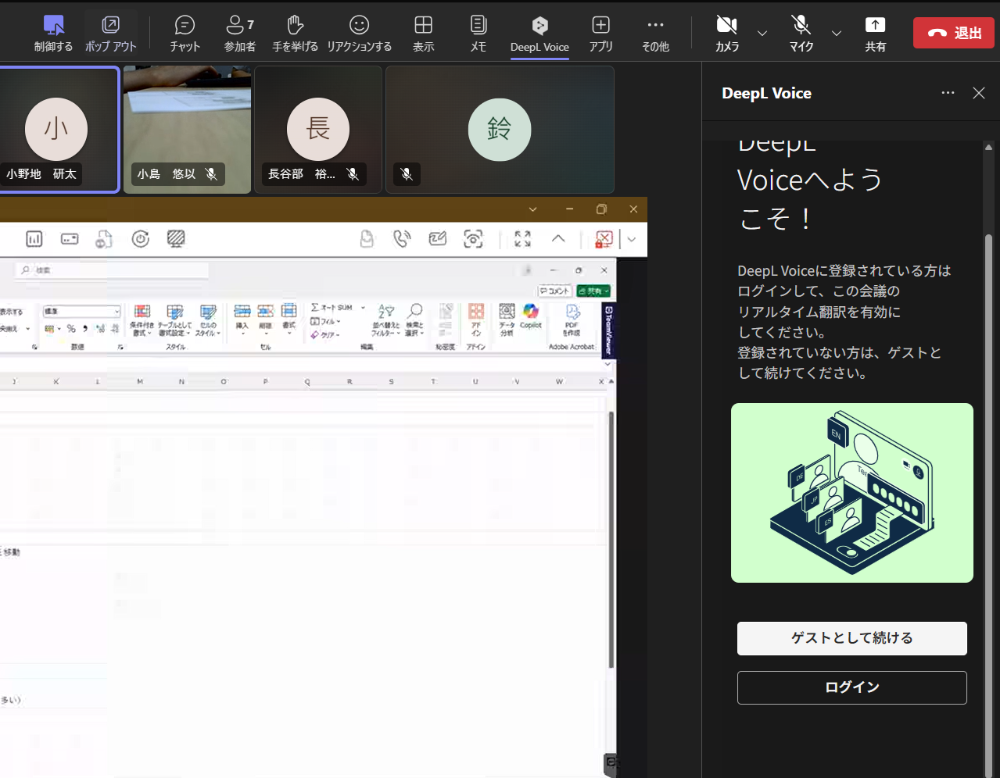 制御する
ポップ アウト
チャット
7
参加者
手を挙げる
リアクションする
表示
メモ
DeepL Voice
アプリ
その他
カメラ
マイク
共有
退出
小
小野地 研太
小島 悠以
長
長谷部 裕...
鈴
DeepL Voice
DeepL
Voiceへよう
こそ！
DeepL Voiceに登録されている方は
ログインして、この会議の
リアルタイム翻訳を有効に
してください。
登録されていない方は、ゲストと
して続けてください。
EN
DE
JP
ES
Tea
ゲストとして続ける
ログイン
検索
コメント
共有
表示する
標準
条件付き
書式
テーブルとして
書式設定
セルの
スタイル
挿入
削除
書式
オート SUM
フィル
クリア
並べ替えと
フィルター
検索と
選択
秘密度
アド
イン
データ
分析
Copilot
PDF
を作成
TeamViewer
数値
スタイル
セル
編集
秘密度
アドイン
Adobe Acrobat
J K L M N O P Q R S T U V W X
移動
多い）